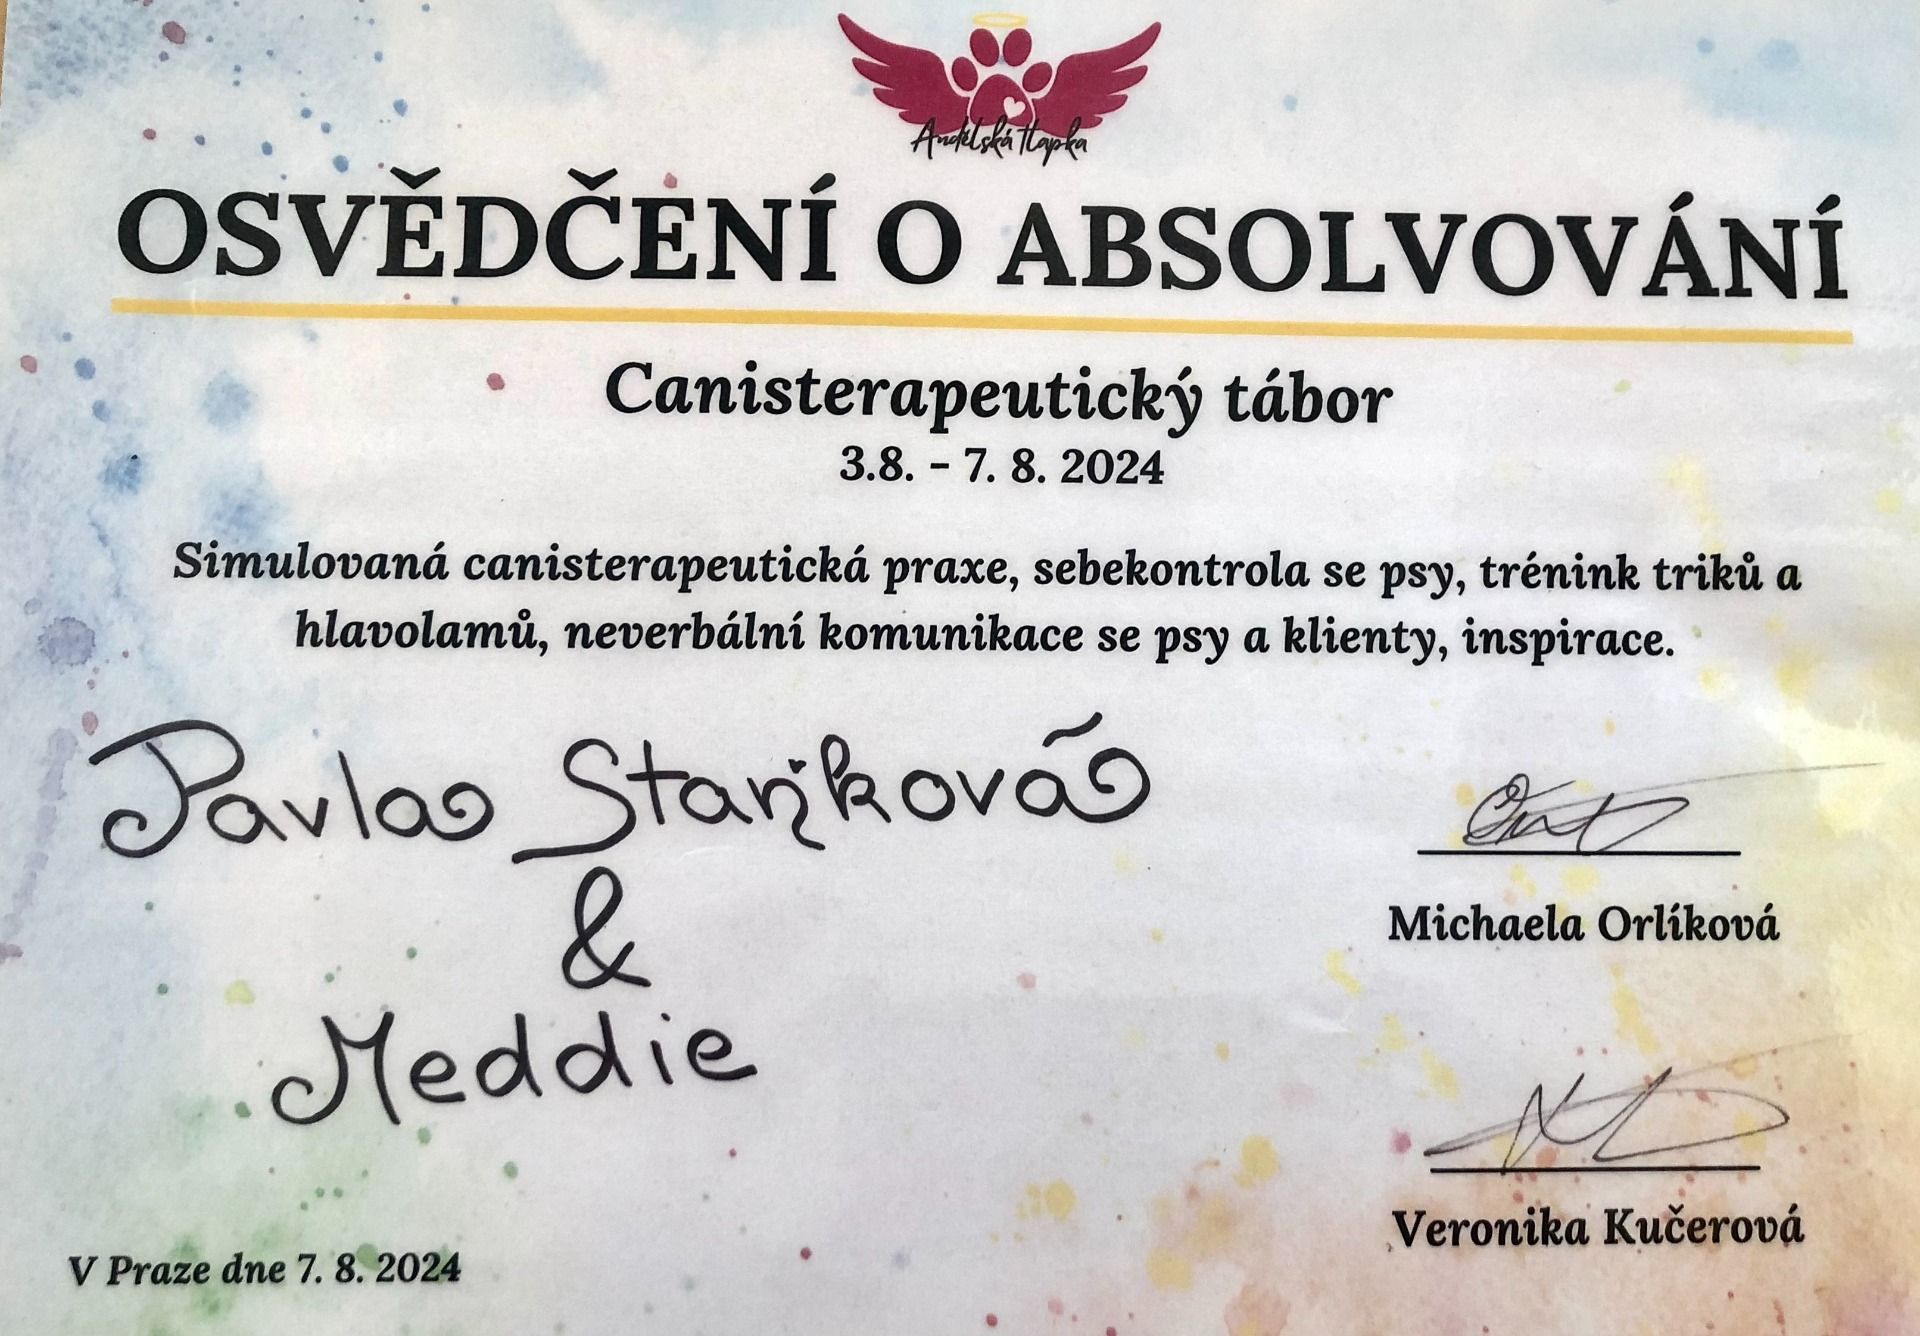 Andělská tlapka
OSVĚDČENÍ O ABSOLVOVÁNÍ
Canisterapeutický tábor
3.8. - 7. 8. 2024
Simulovaná canisterapeutická praxe, sebekontrola se psy, trénink triků a
hlavolamů, neverbální komunikace se psy a klienty, inspirace.
Pavla Staňková
&
Meddie
Michaela Orlíková
Veronika Kučerová
V Praze dne 7. 8. 2024